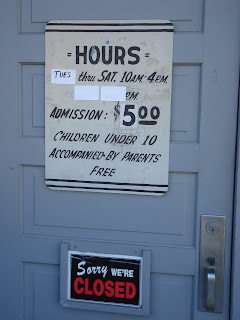 =HOURS=
TUES thru SAT. 10AM-4PM.
PM
ADMISSION: $5.00
CHILDREN UNDER 10
ACCOMPANIED BY PARENTS
FREE
Sorry WE'RE
CLOSED